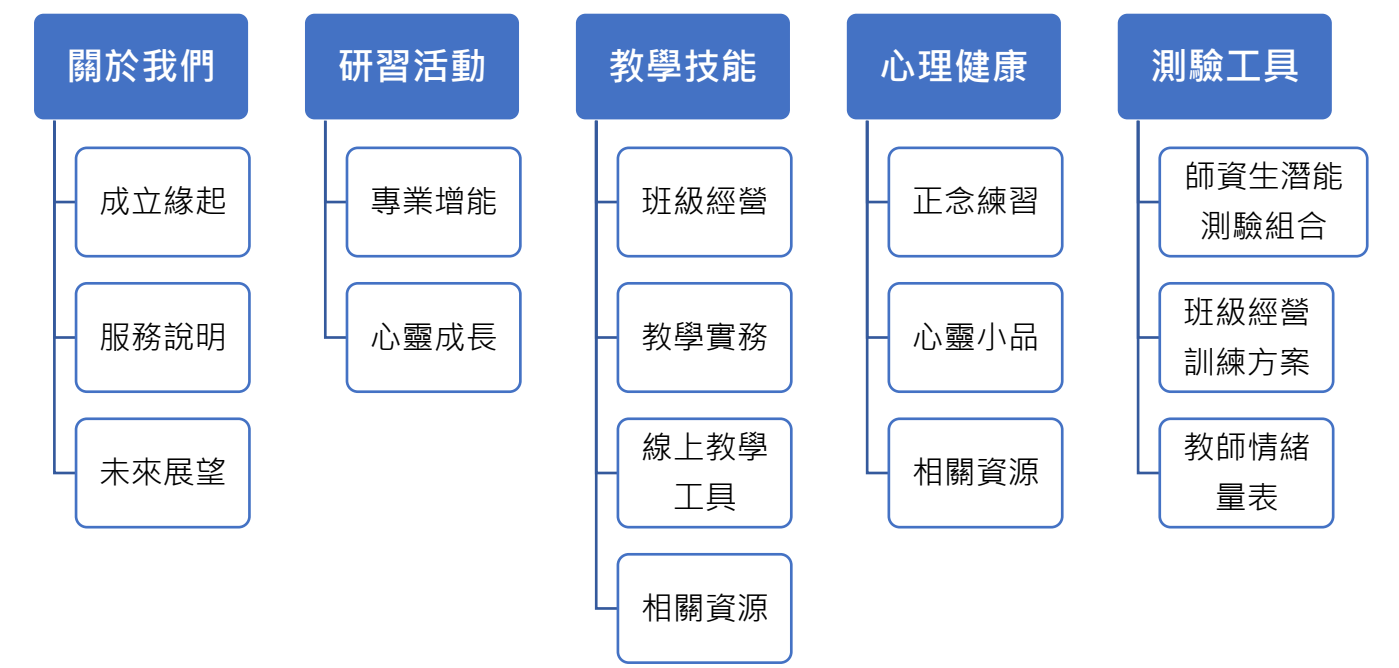 關於我們
成立緣起
服務說明
未來展望
研習活動
專業增能
心靈成長
教學技能
班級經營
教學實務
線上教學
工具
相關資源
心理健康
正念練習
心靈小品
相關資源
測驗工具
師資生潛能
測驗組合
班級經營
訓練方案
教師情緒
量表